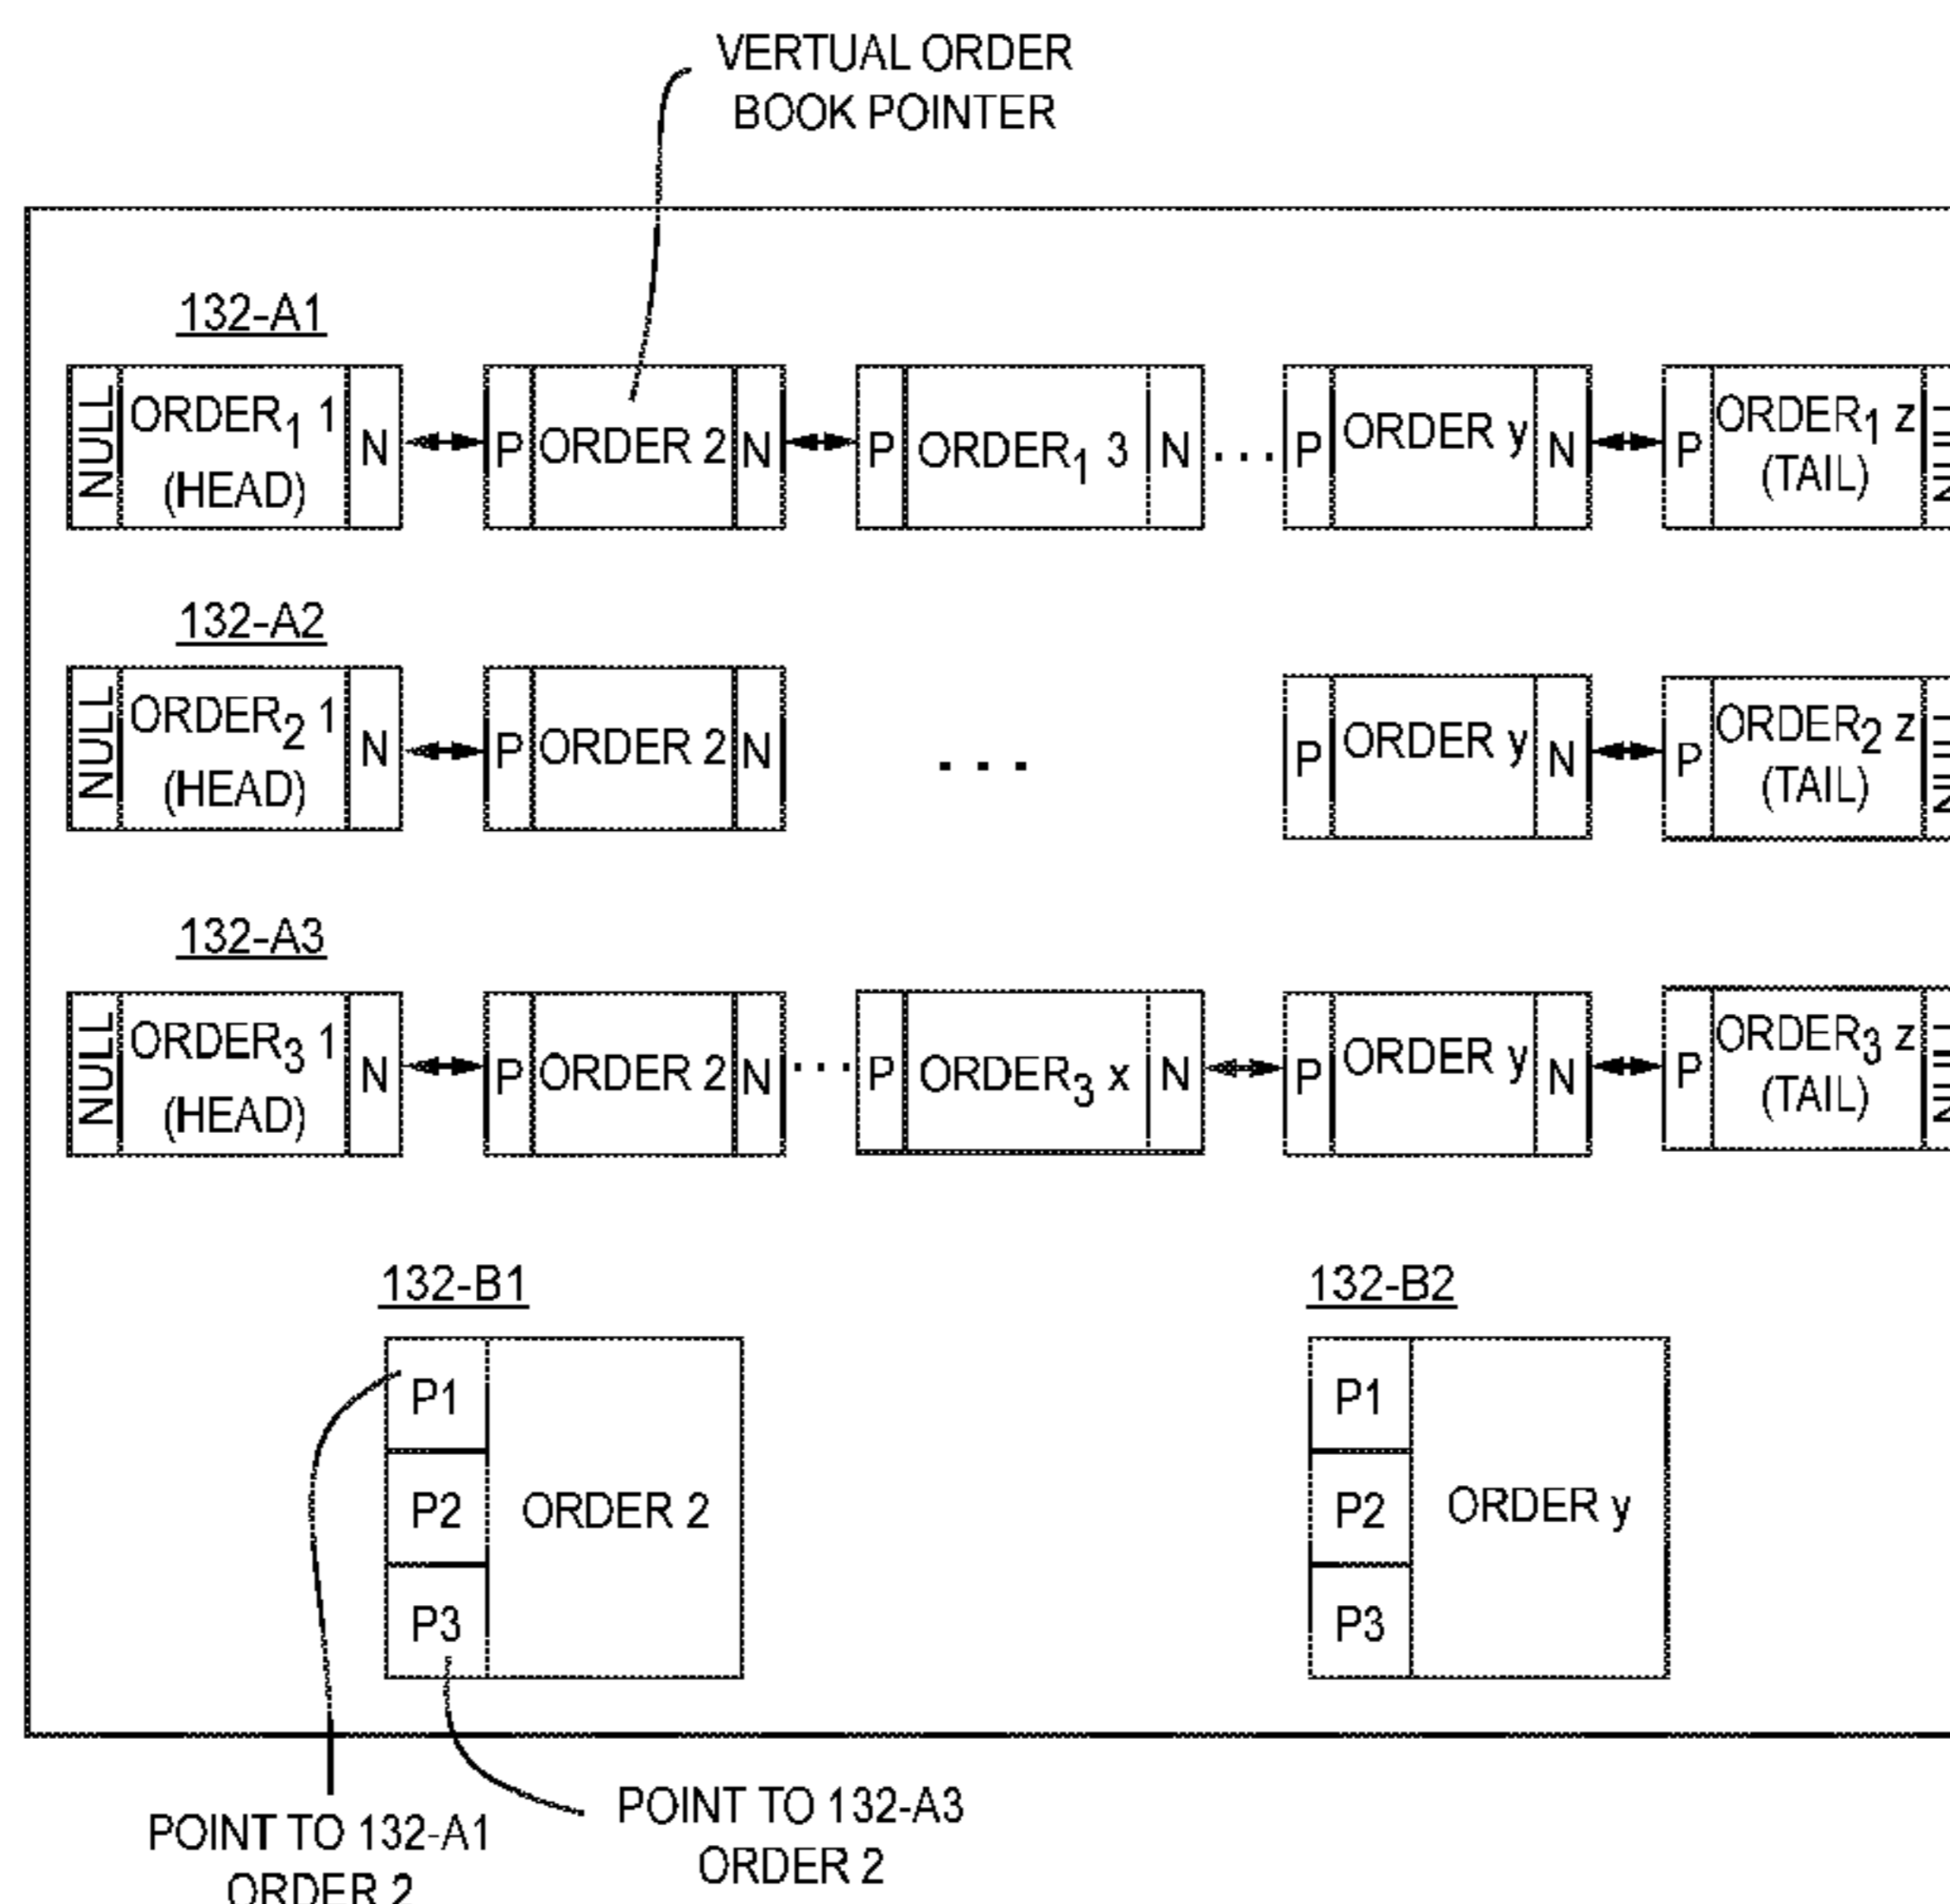 VERTUAL ORDER
BOOK POINTER
132-A1
NULL ORDER₁ 1 (HEAD) N P ORDER 2 N P ORDER₁ 3 N ... P ORDER y N P ORDER₁ z (TAIL)
132-A2
NULL ORDER₂ 1 (HEAD) N P ORDER 2 N ... P ORDER y N P ORDER₂ z (TAIL)
132-A3
NULL ORDER₃ 1 (HEAD) N P ORDER 2 N ... P ORDER₃ x N P ORDER y N P ORDER₃ z (TAIL)
132-B1
P1
P2 ORDER 2
P3
132-B2
P1
P2 ORDER y
P3
POINT TO 132-A1
ORDER 2
POINT TO 132-A3
ORDER 2